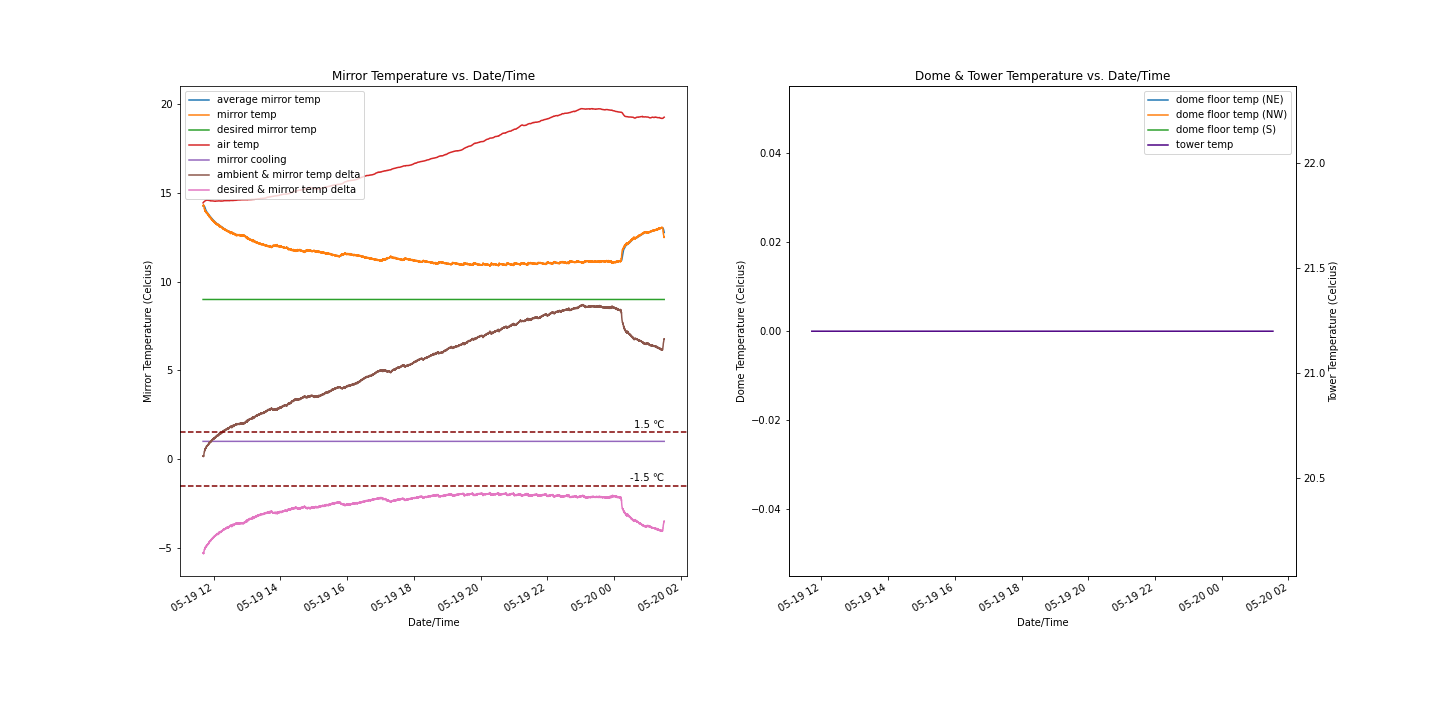 Mirror Temperature vs. Date/Time
average mirror temp
mirror temp
desired mirror temp
air temp
mirror cooling
ambient & mirror temp delta
desired & mirror temp delta
20
15
10
5
0
−5
Mirror Temperature (Celcius)
1.5 °C
-1.5 °C
05-19 12
05-19 14
05-19 16
05-19 18
05-19 20
05-19 22
05-20 00
05-20 02
Date/Time
Dome & Tower Temperature vs. Date/Time
dome floor temp (NE)
dome floor temp (NW)
dome floor temp (S)
tower temp
0.04
0.02
0.00
−0.02
−0.04
Dome Temperature (Celcius)
22.0
21.5
21.0
20.5
Tower Temperature (Celcius)
05-19 12
05-19 14
05-19 16
05-19 18
05-19 20
05-19 22
05-20 00
05-20 02
Date/Time